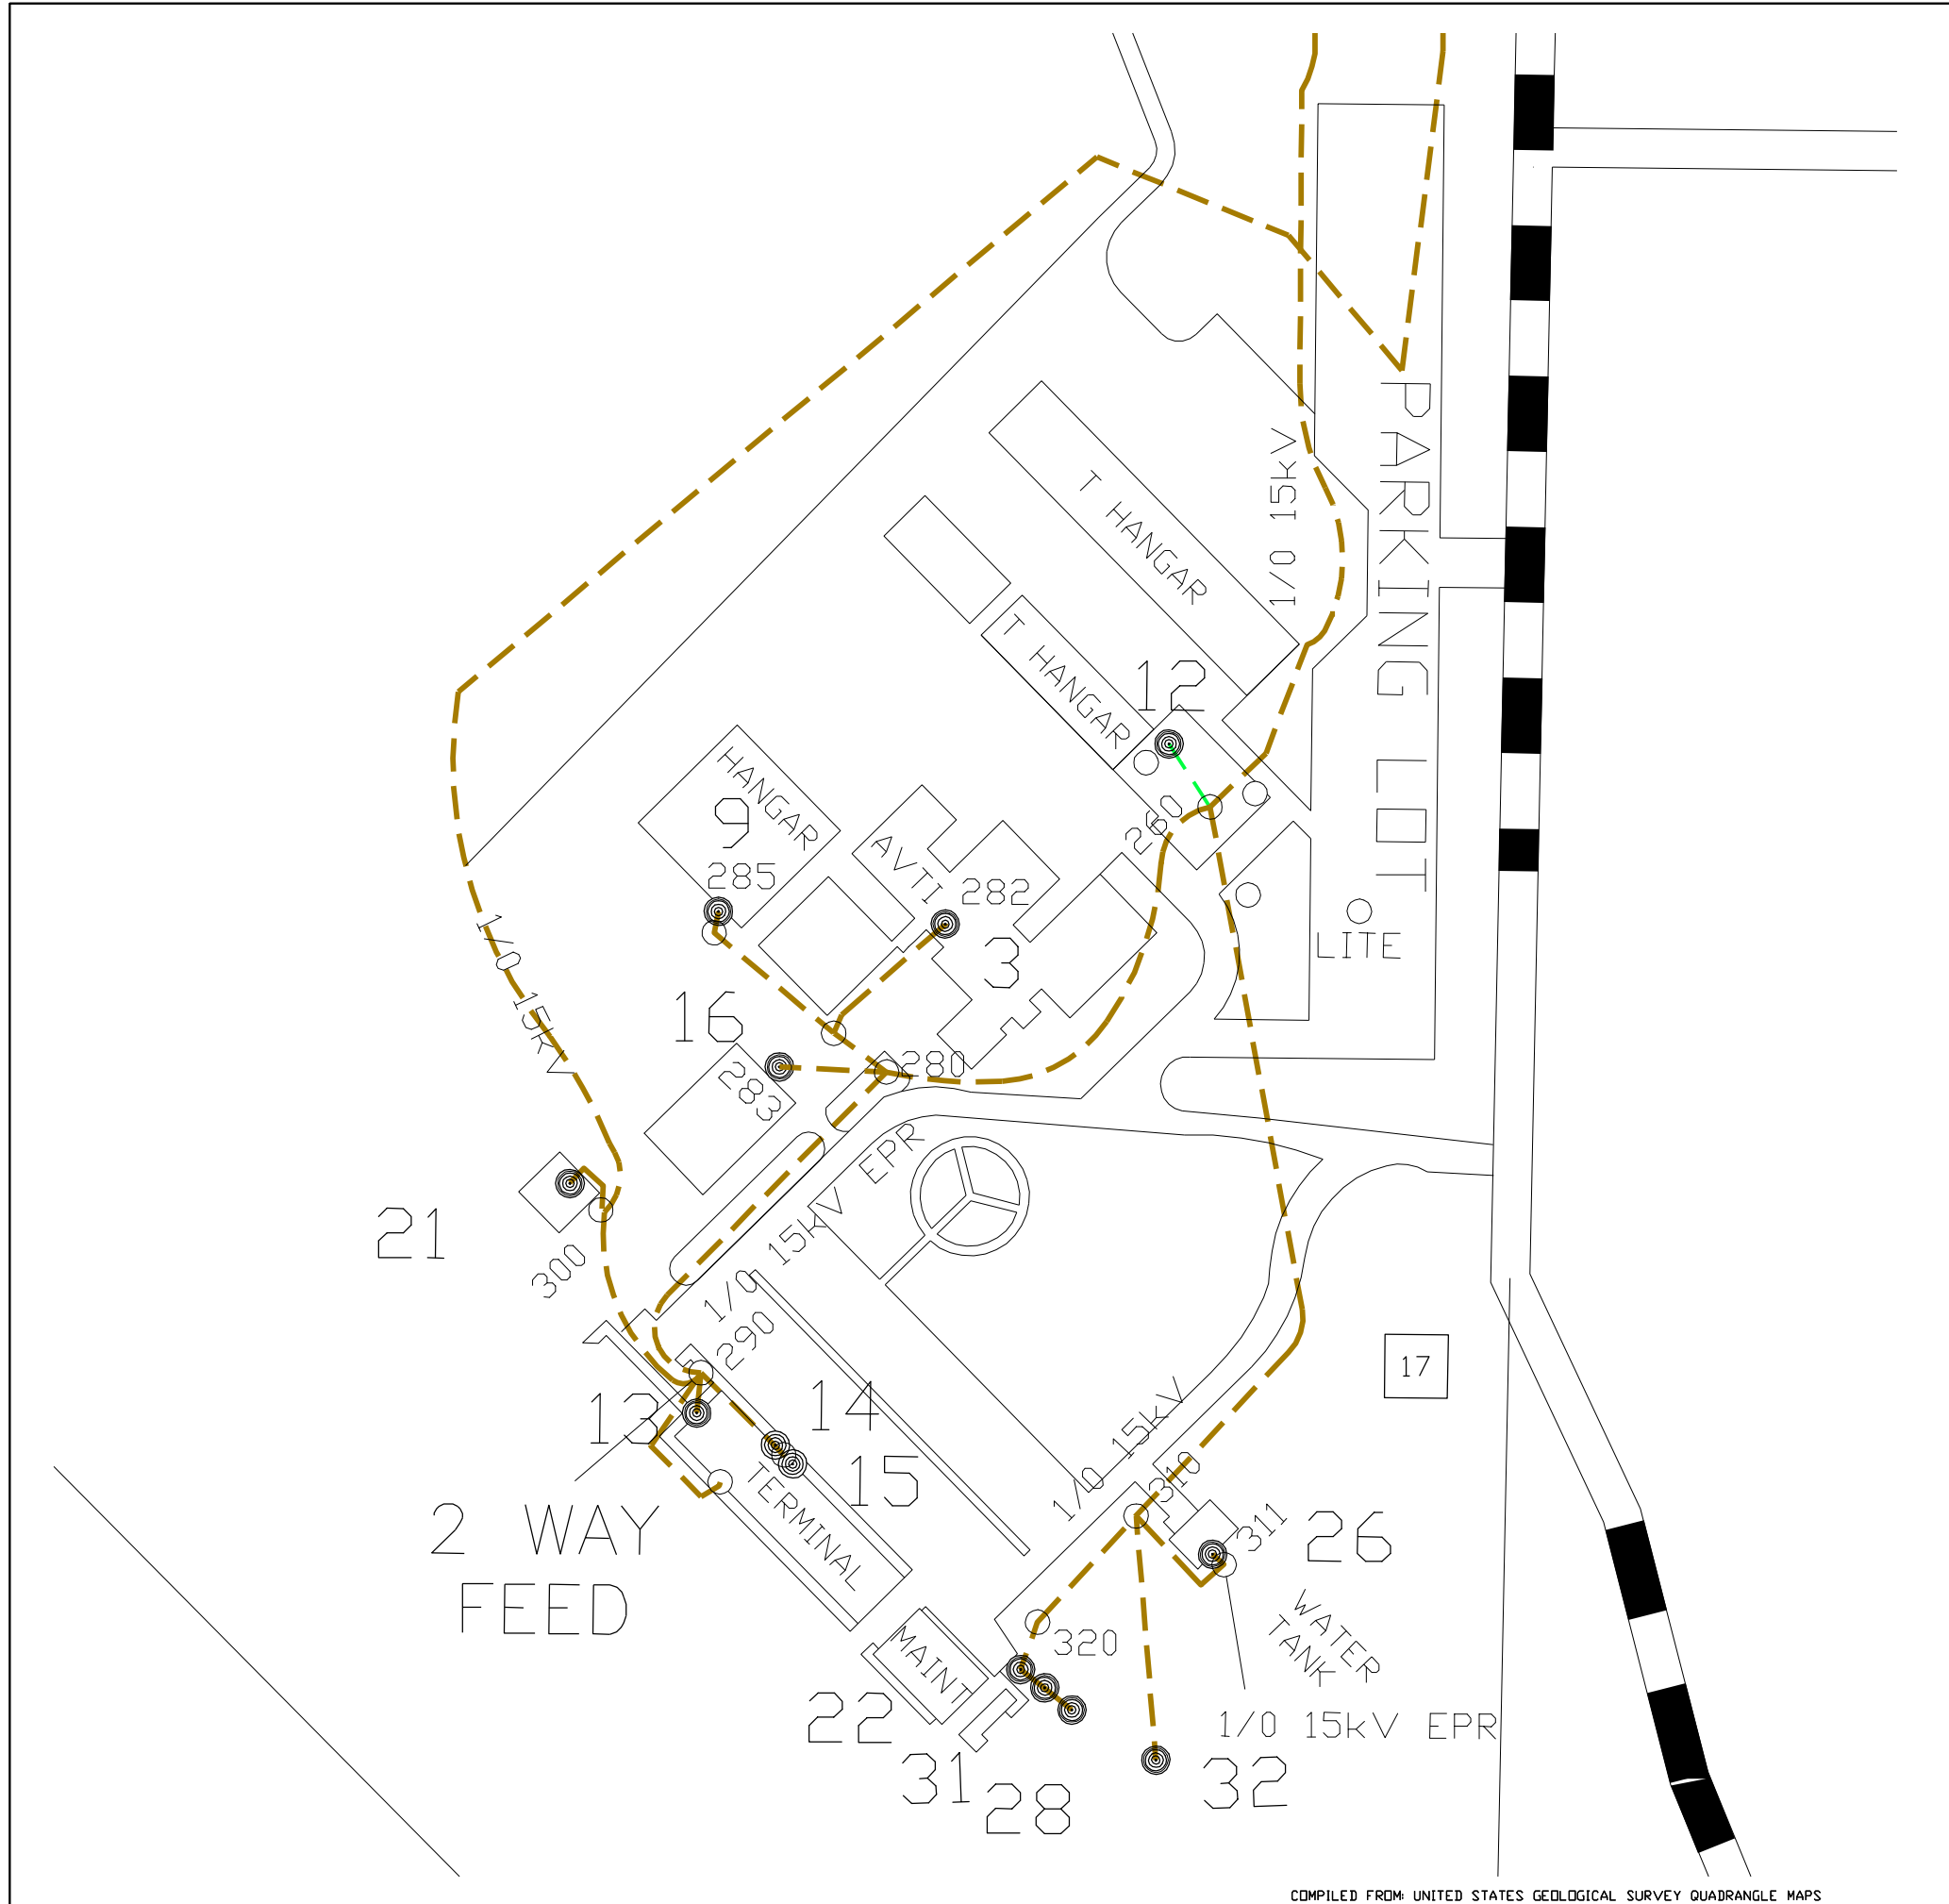 1/0 15kV
PARKING LOT
T HANGAR
T HANGAR
12
HANGAR
9
285
AVTI
282
260
3
LITE
1/0 15kV
16
283
280
21
300
1/0 15kV EPR
290
17
13
14
15
TERMINAL
2 WAY
FEED
1/0 15kV
310
311
26
WATER
TANK
320
MAINT
22
31
28
1/0 15kV EPR
32
COMPILED FROM: UNITED STATES GEOLOGICAL SURVEY QUADRANGLE MAPS